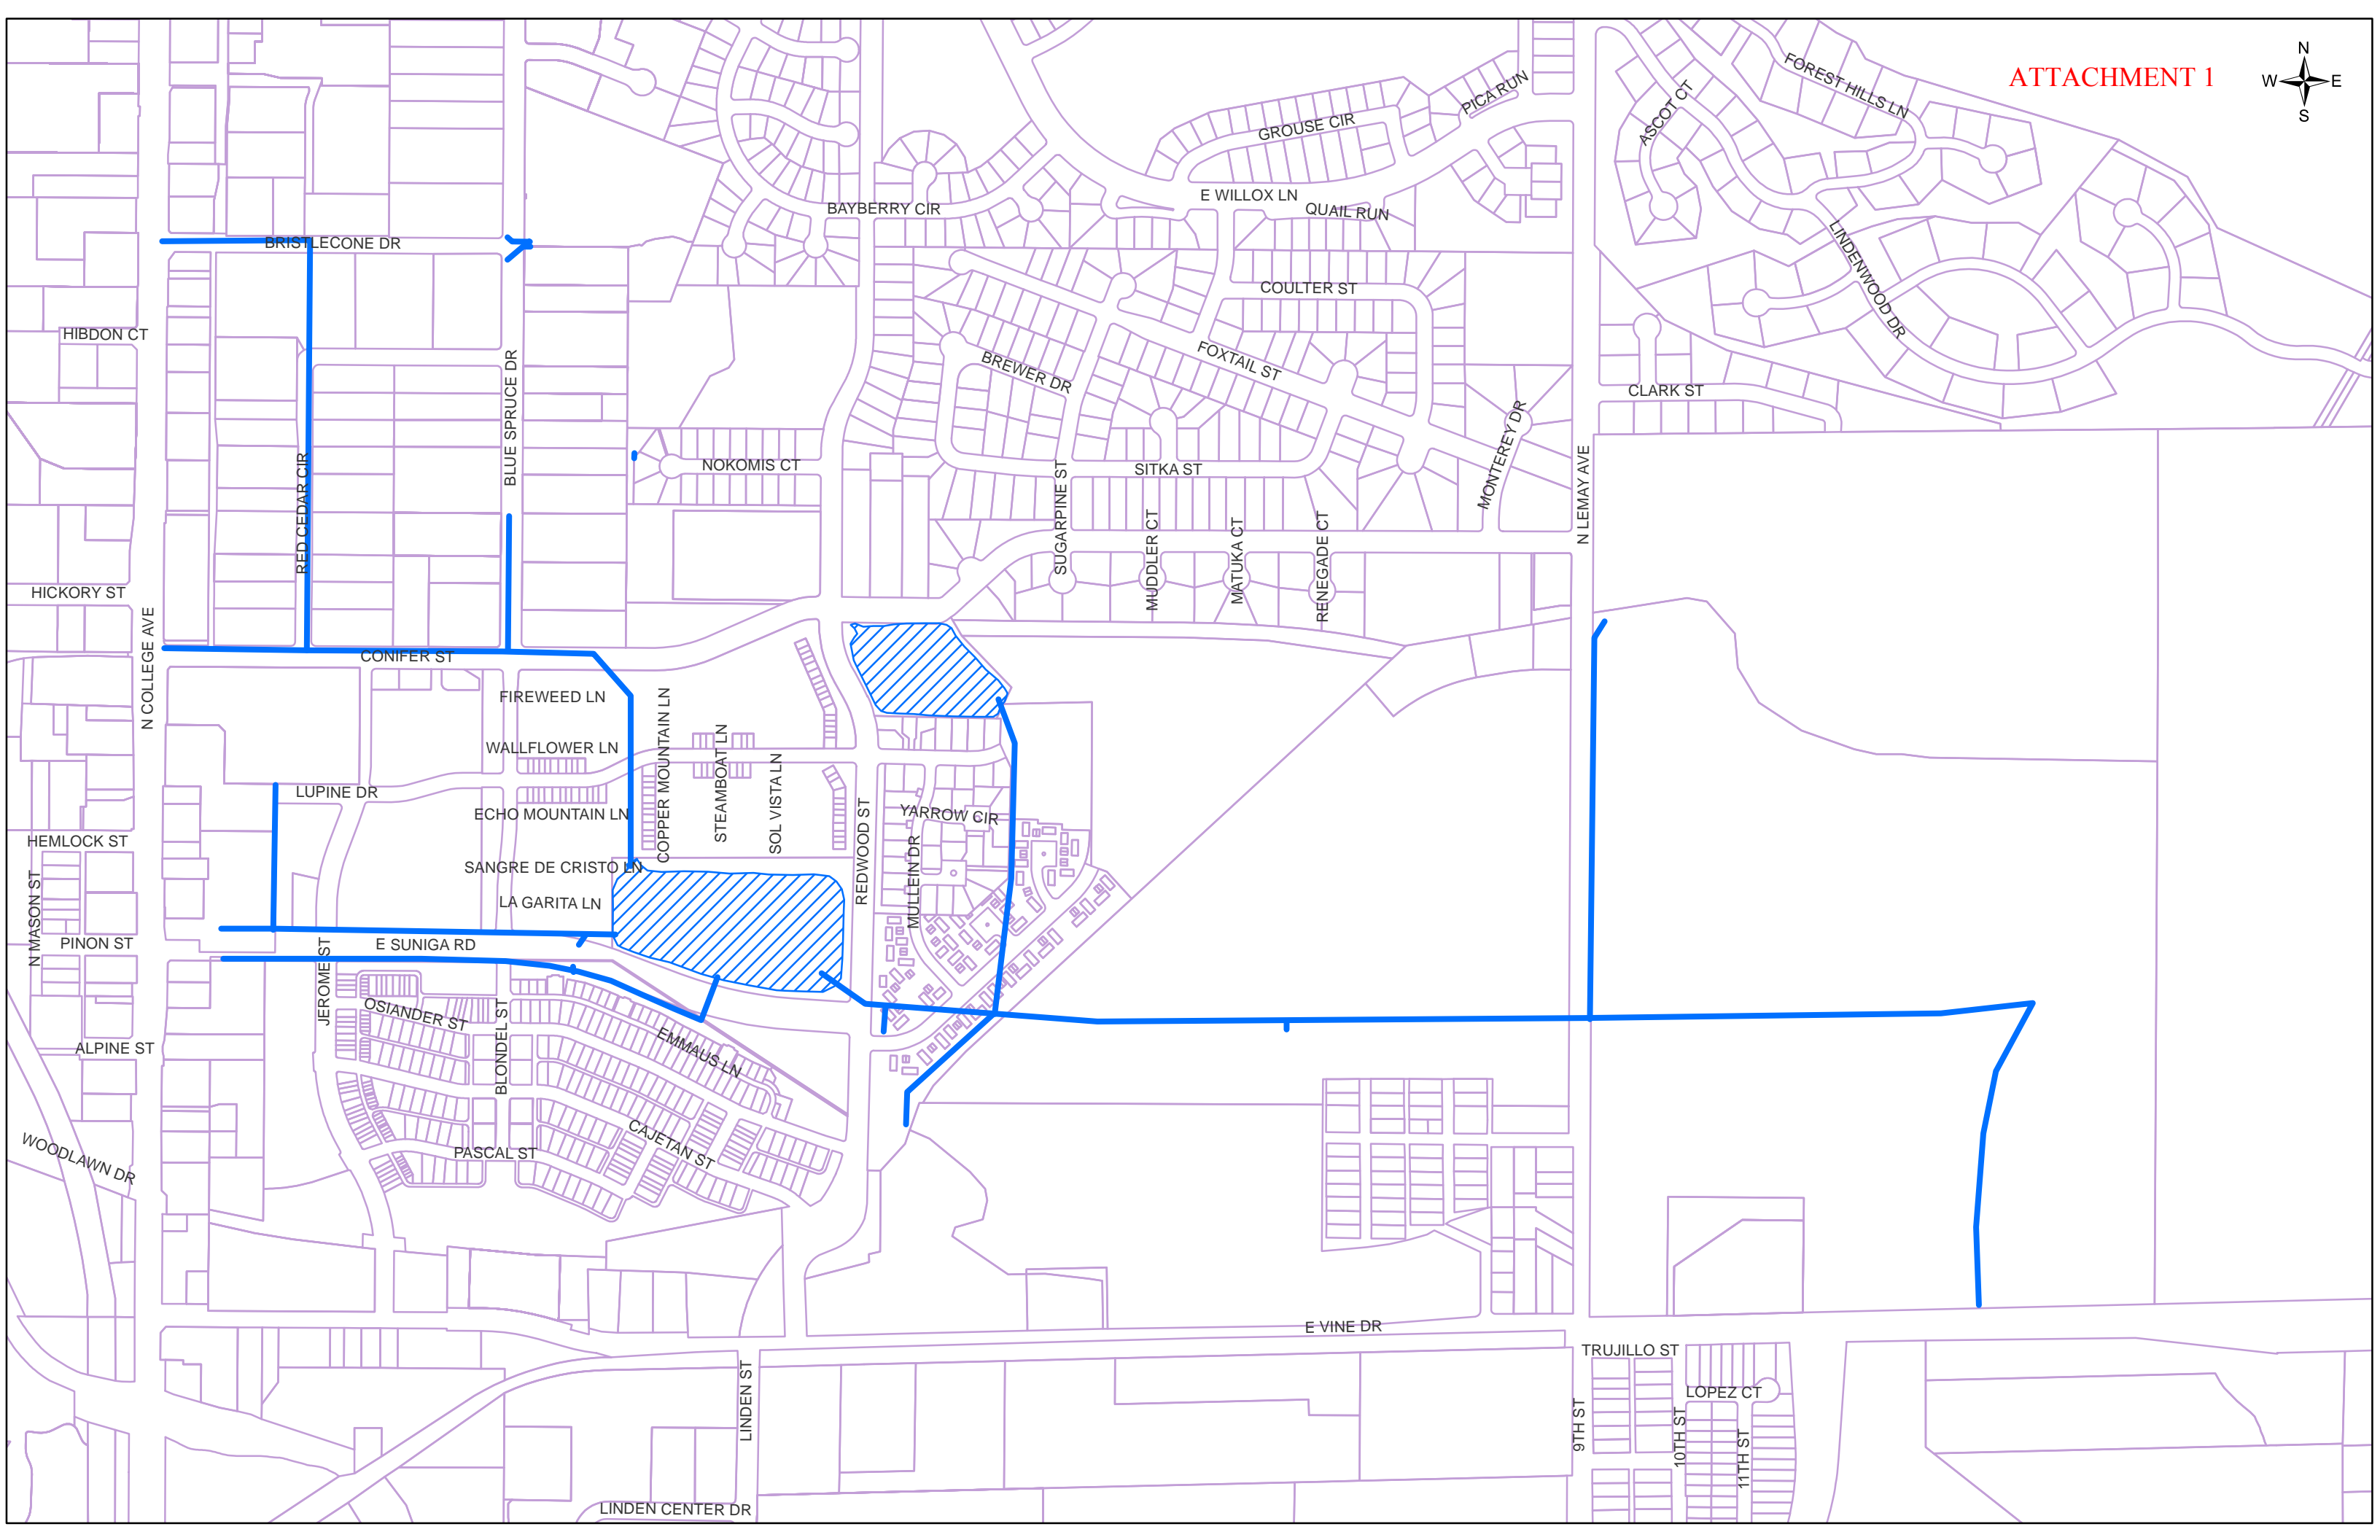 N
ATTACHMENT 1
W E
S
FOREST HILLS LN
PICA RUN
ASCOT CT
GROUSE CIR
E WILLOX LN
BAYBERRY CIR
QUAIL RUN
BRISTLECONE DR
LINDENWOOD DR
COULTER ST
HIBDON CT
BLUE SPRUCE DR
BREWER DR
FOXTAIL ST
CLARK ST
MONTEREY DR
NOKOMIS CT
SITKA ST
N LEMAY AVE
RED CEDAR CIR
SUGARPINE ST
MUDDLER CT
MATUKA CT
RENEGADE CT
HICKORY ST
N COLLEGE AVE
CONIFER ST
FIREWEED LN
COPPER MOUNTAIN LN
WALLFLOWER LN
STEAMBOAT LN
SOL VISTA LN
LUPINE DR
ECHO MOUNTAIN LN
REDWOOD ST
YARROW CIR
HEMLOCK ST
SANGRE DE CRISTO LN
MULLEIN DR
N MASON ST
LA GARITA LN
PINON ST
E SUNIGA RD
JEROME ST
OSIANDER ST
BLONDEL ST
EMMAUS LN
ALPINE ST
WOODLAWN DR
PASCAL ST
CAJETAN ST
E VINE DR
TRUJILLO ST
LINDEN ST
LOPEZ CT
9TH ST
10TH ST
11TH ST
LINDEN CENTER DR